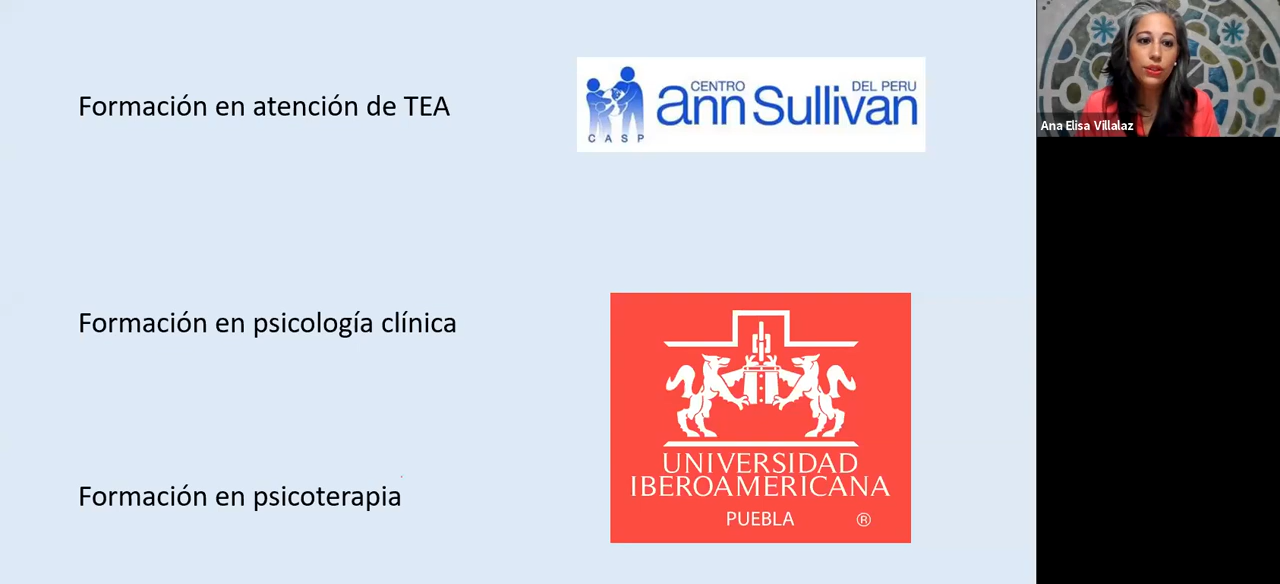 Formación en atención de TEA
CENTRO DEL PERU
ann Sullivan
CASP
Ana Elisa Villalaz
Formación en psicología clínica
UNIVERSIDAD
IBEROAMERICANA
PUEBLA ®
Formación en psicoterapia